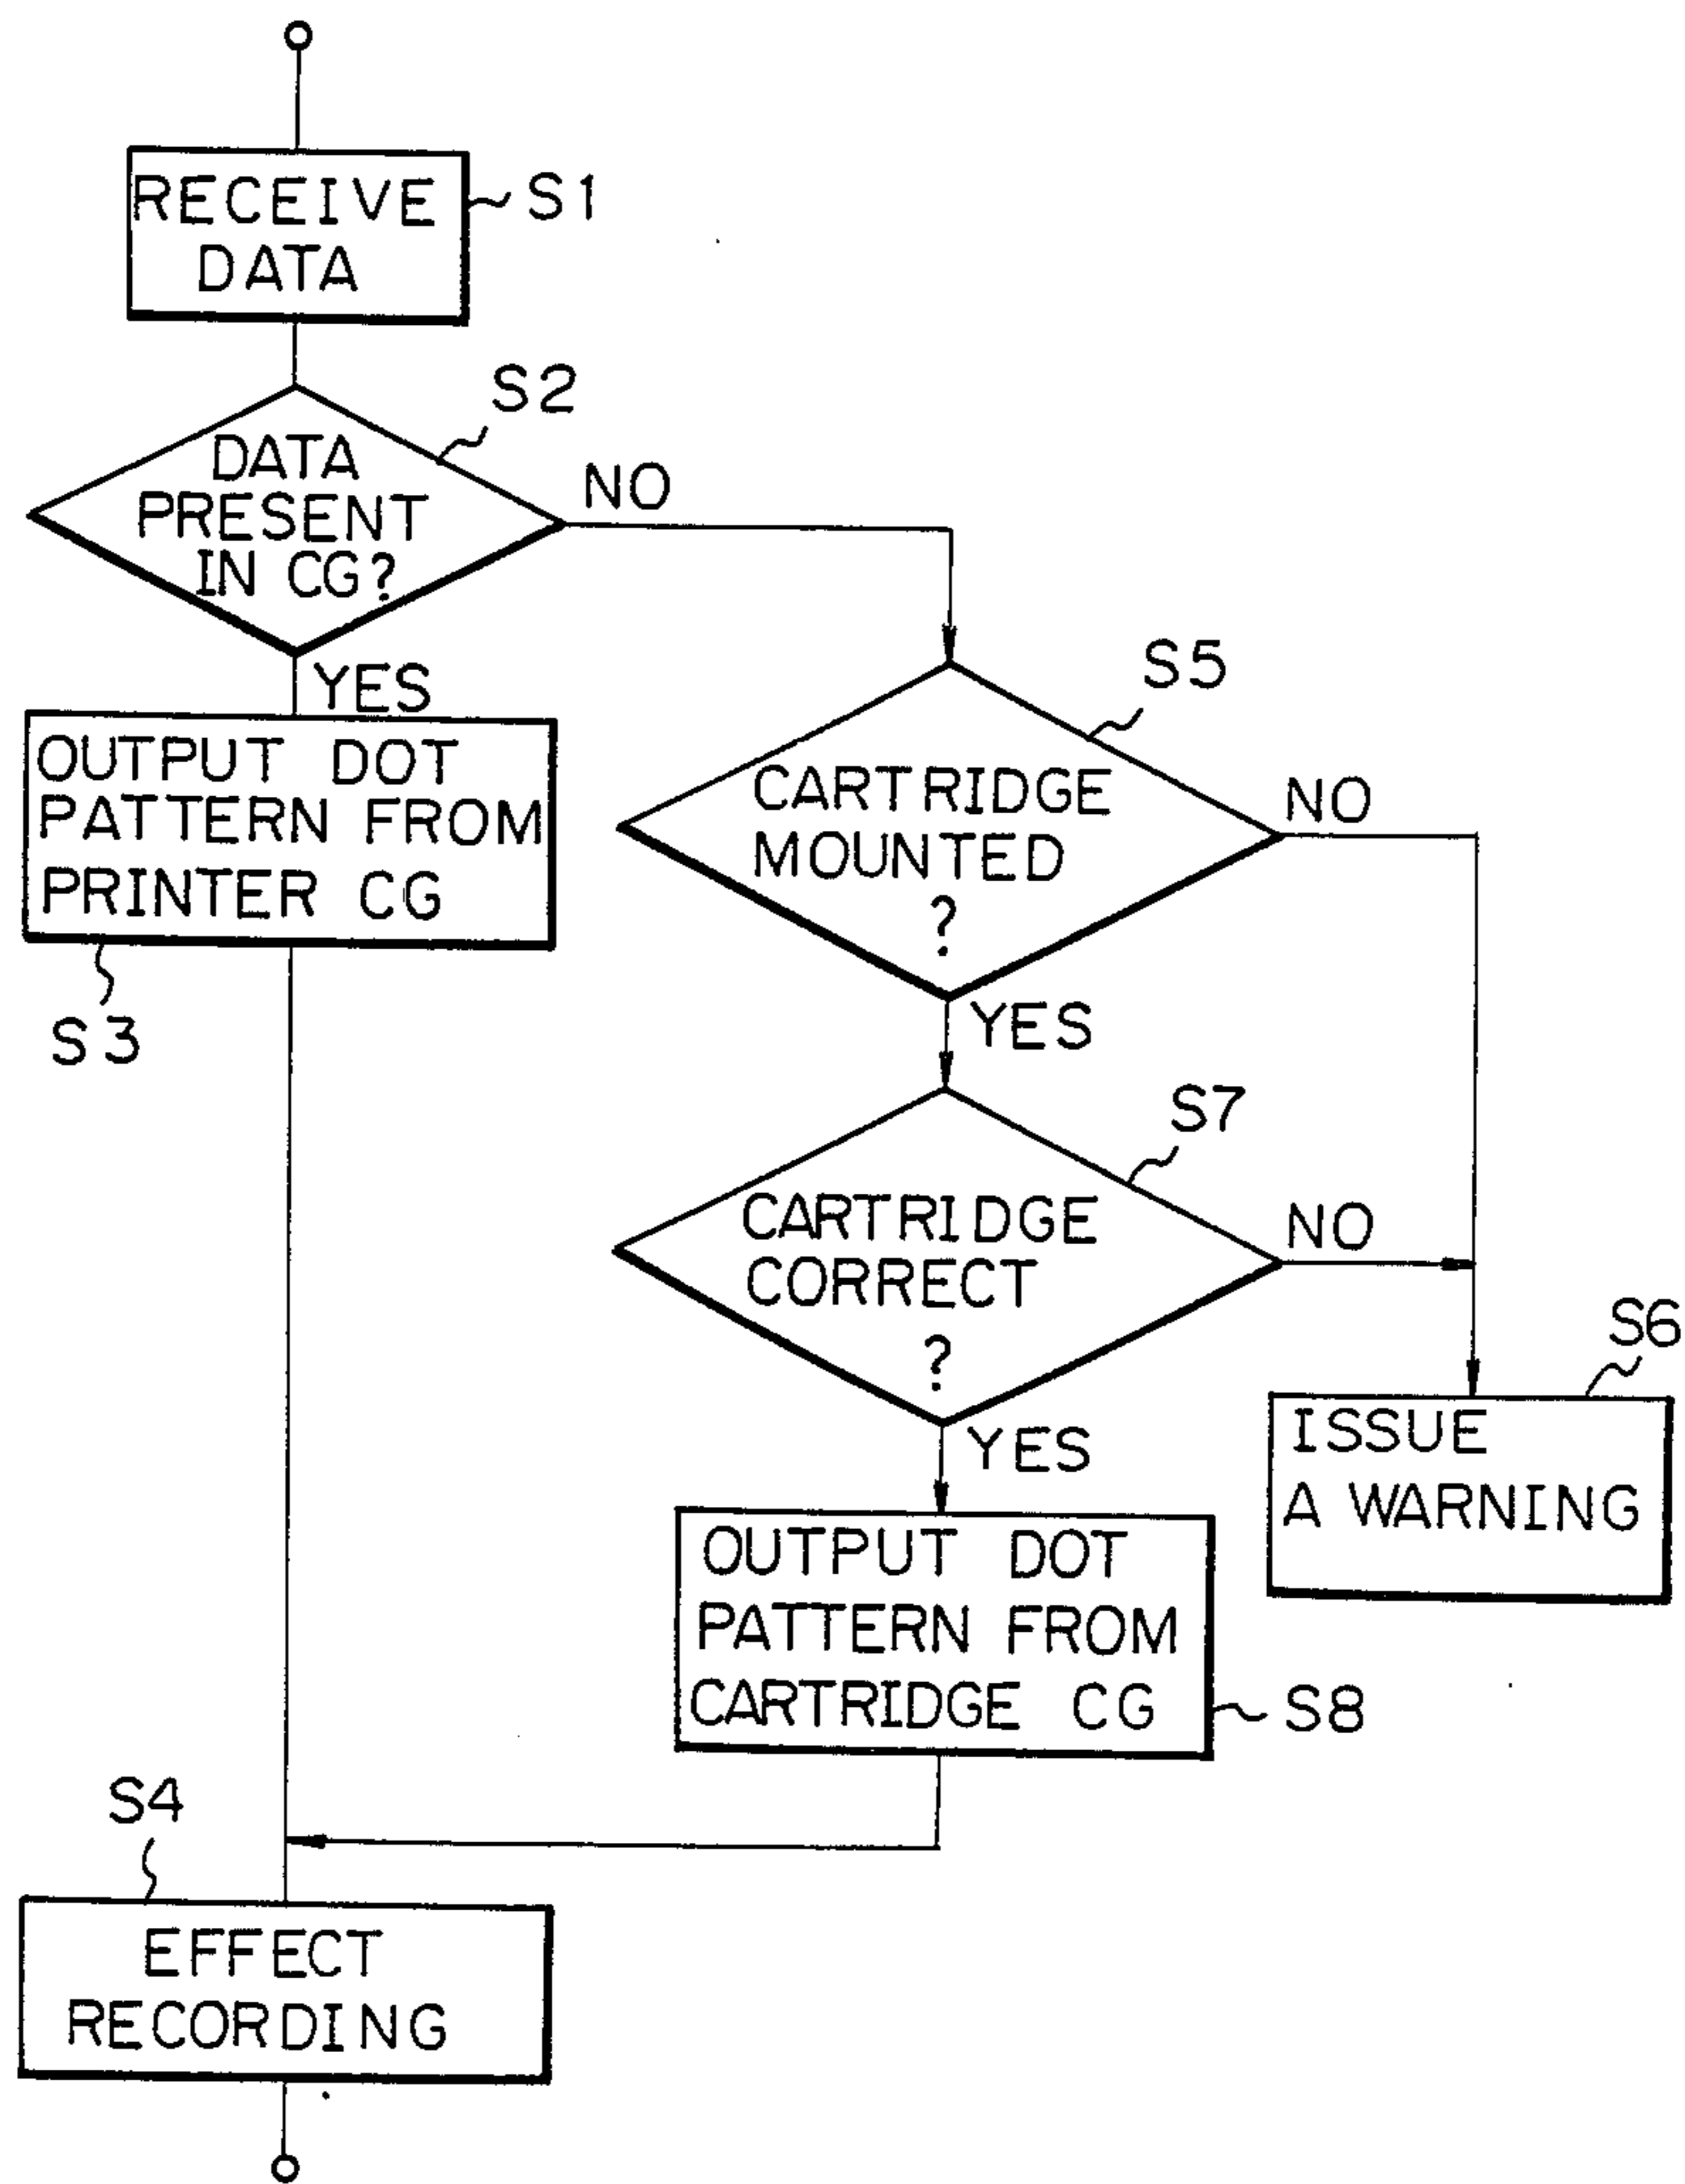 RECEIVE
DATA
S1
S2
DATA
PRESENT
IN CG?
NO
YES
OUTPUT DOT
PATTERN FROM
PRINTER CG
S3
S5
CARTRIDGE
MOUNTED
?
NO
YES
S7
CARTRIDGE
CORRECT
?
NO
YES
S6
ISSUE
A WARNING
OUTPUT DOT
PATTERN FROM
CARTRIDGE CG
S8
S4
EFFECT
RECORDING